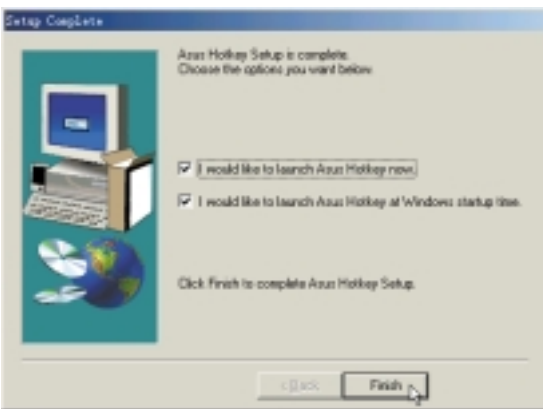 Setup Complete
Asus Hotkey Setup is complete.
Choose the options you want below.
I would like to launch Asus Hotkey now.
I would like to launch Asus Hotkey at Windows startup time.
Click Finish to complete Asus Hotkey Setup.
< Back
Finish